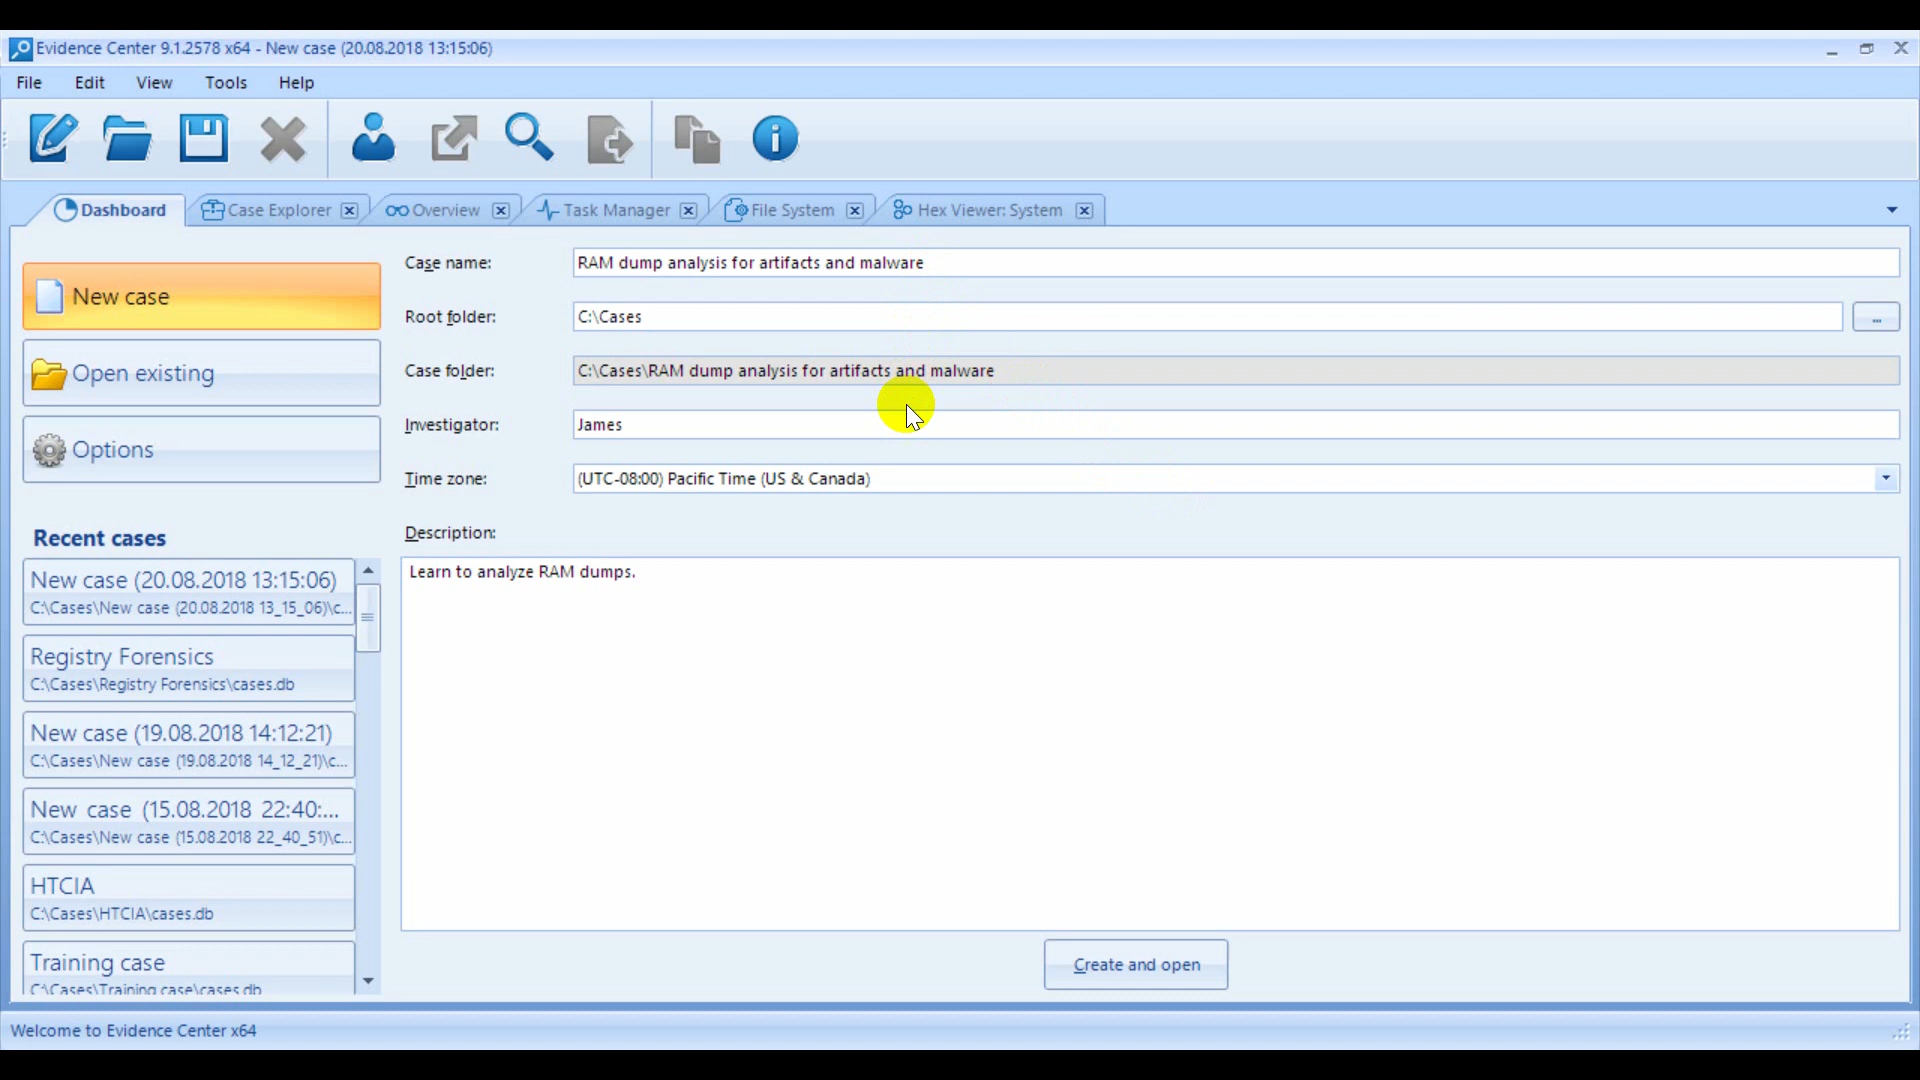 Evidence Center 9.1.2578 x64 - New case (20.08.2018 13:15:06)
File Edit View Tools Help
Dashboard Case Explorer Overview Task Manager File System Hex Viewer: System
New case
Open existing
Options
Recent cases
New case (20.08.2018 13:15:06)
C:\Cases\New case (20.08.2018 13_15_06)\c...
Registry Forensics
C:\Cases\Registry Forensics\cases.db
New case (19.08.2018 14:12:21)
C:\Cases\New case (19.08.2018 14_12_21)\c...
New case (15.08.2018 22:40:...
C:\Cases\New case (15.08.2018 22_40_51)\c...
HTCIA
C:\Cases\HTCIA\cases.db
Training case
C:\Cases\Training case\cases.db
Case name: RAM dump analysis for artifacts and malware
Root folder: C:\Cases ...
Case folder: C:\Cases\RAM dump analysis for artifacts and malware
Investigator: James
Time zone: (UTC-08:00) Pacific Time (US & Canada)
Description:
Learn to analyze RAM dumps.
Create and open
Welcome to Evidence Center x64